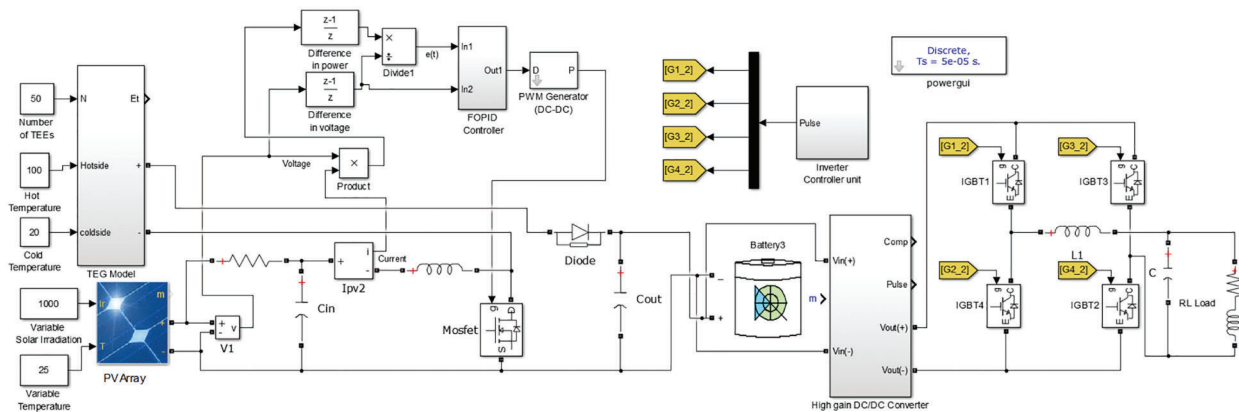 50
Number
of TEEs
100
Hot
Temperature
20
Cold
Temperature
1000
Variable
Solar Irradiation
25
Variable
Temperature
N
Et
Hotside
+
coldside
-
TEG Model
Ir
T
m
+
-
PVArray
z-1
z
Difference
in power
z-1
z
Difference
in voltage
×
÷
Divide1
e(t)
In1
In2
Out1
FOPID
Controller
D
P
PWM Generator
(DC-DC)
Voltage
×
Product
+
-
v
V1
+
+
Cin
+
i
-
Current
Ipv2
+
g
D
S
Mosfet
Diode
+
Cout
[G1_2]
[G2_2]
[G3_2]
[G4_2]
Pulse
Inverter
Controller unit
Discrete,
Ts = 5e-05 s.
powergui
Battery3
-
+
m
Vin(+)
Vin(-)
Comp
Pulse
Vout(+)
Vout(-)
High gain DC/DC Converter
[G1_2]
g
C
E
IGBT1
[G3_2]
g
C
E
IGBT3
[G2_2]
g
C
E
IGBT4
[G4_2]
g
C
E
IGBT2
+
L1
+
C
+
RL Load